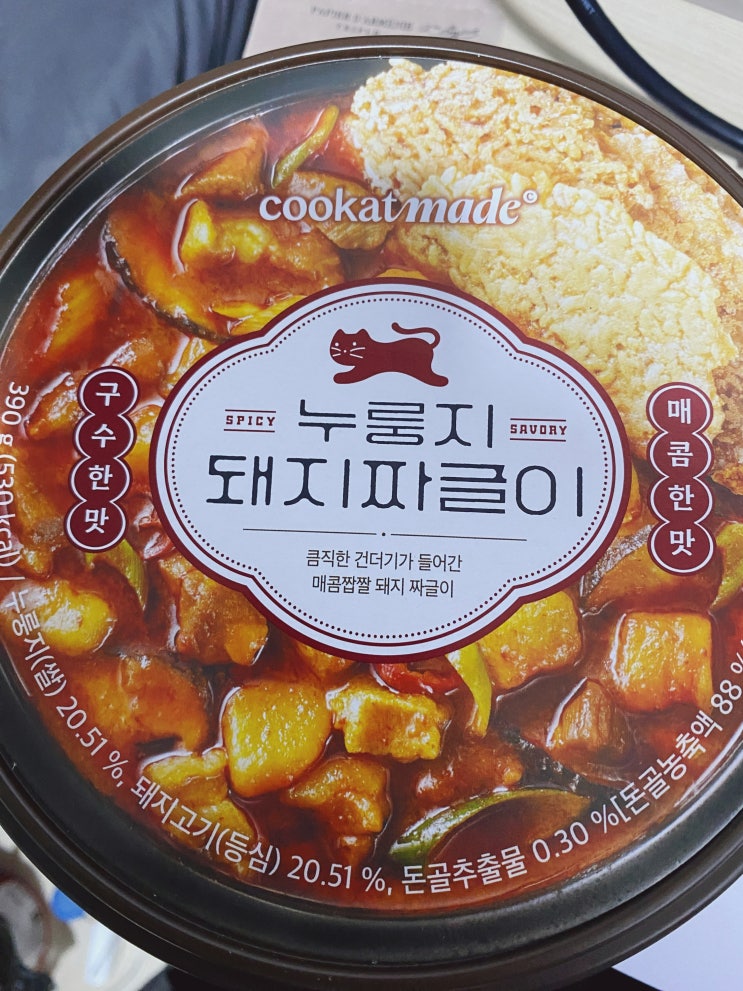 cookat made©
SPICY
누룽지
SAVORY
돼지짜글이
큼직한 건더기가 들어간
매콤짭짤 돼지 짜글이
구수한맛
매콤한맛
390 g (530 kcal) | 누룽지(쌀) 20.51 %, 돼지고기(등심) 20.51 %, 돈골추출물 0.30 %[돈골농축액 88 %